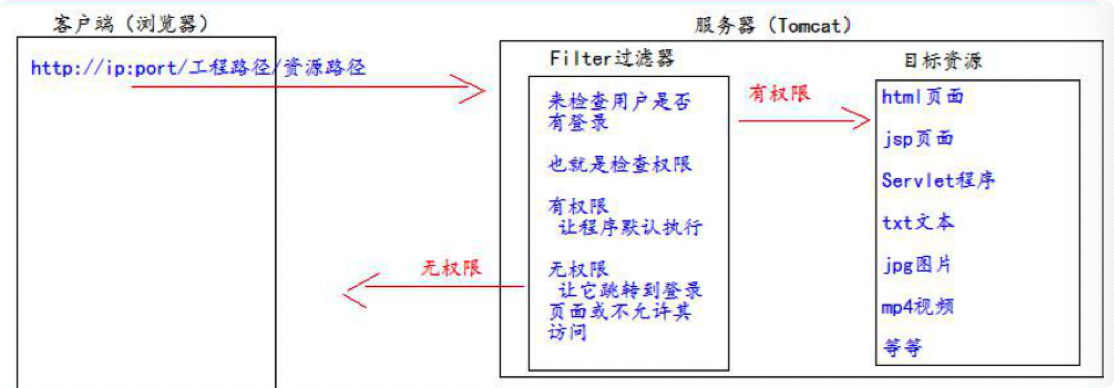 客户端（浏览器）
服务器（Tomcat）
http://ip:port/工程路径/资源路径
Filter过滤器
来检查用户是否
有登录
也就是检查权限
有权限
让程序默认执行
无权限
让它跳转到登录
页面或不允许其
访问
有权限
无权限
目标资源
html页面
jsp页面
Servlet程序
txt文本
jpg图片
mp4视频
等等